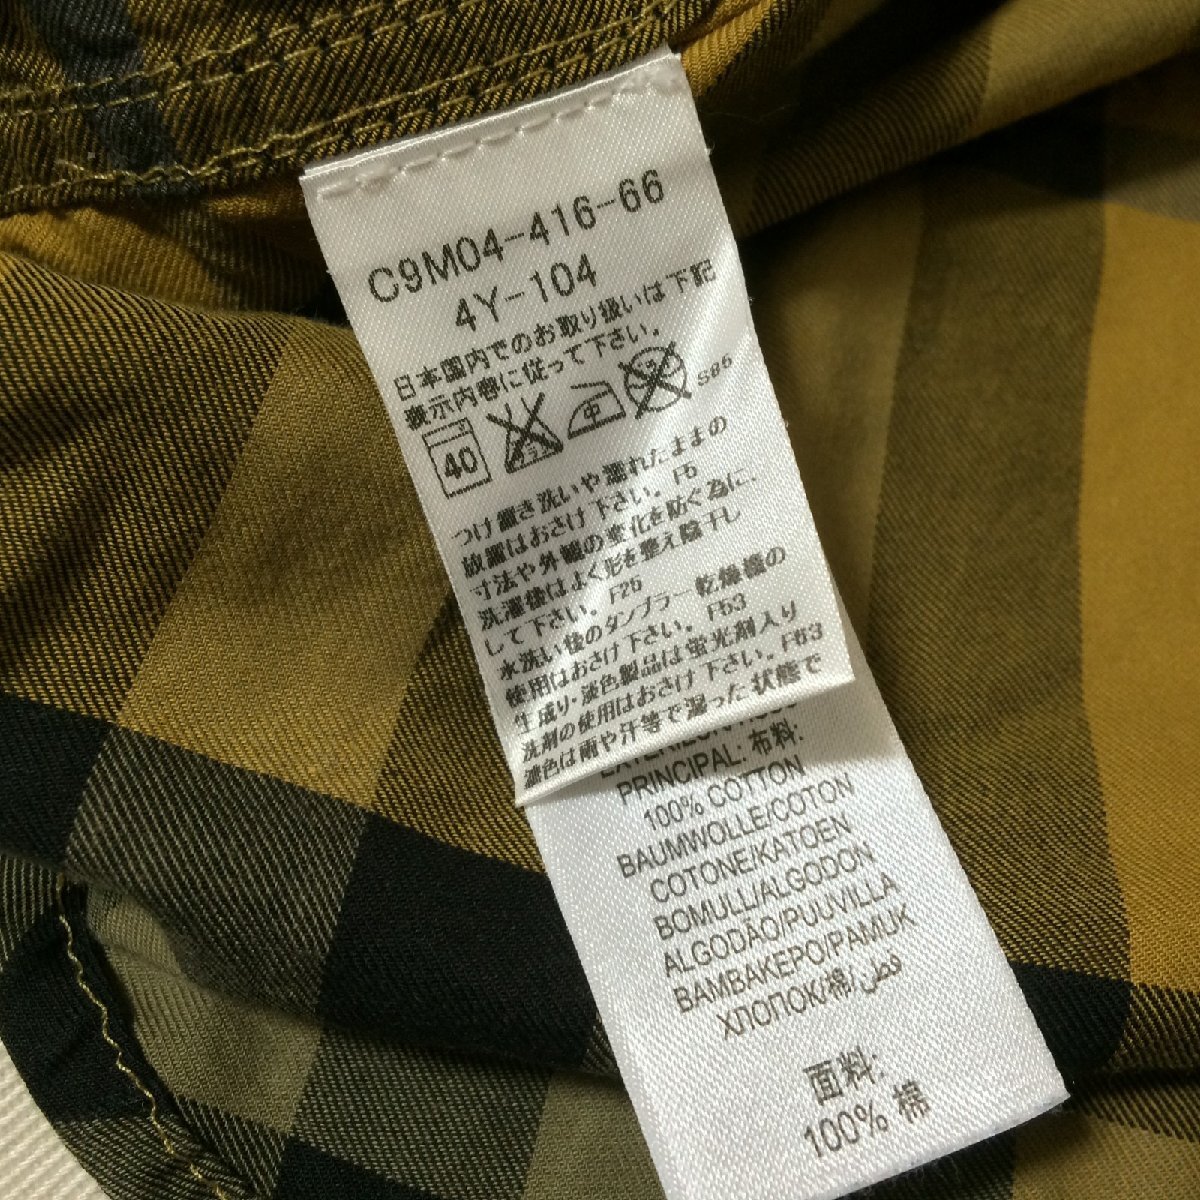 C9M04-416-66
4Y-104
日本国内でのお取り扱いは下記
表示内容に従って下さい。
40 中 S05
つけ置き洗いや濡れたままの
放置はおさけ下さい。F5
寸法や外観の変化を防ぐ為に、
洗濯後はよく形を整え陰干し
して下さい。F26
水洗い後のタンブラー乾燥機の
使用はおさけ下さい。F53
生成り・淡色製品は蛍光剤入り
洗剤の使用はおさけ下さい。F63
濃色は雨や汗等で湿った状態で
PRINCIPAL: 布料:
100% COTTON
BAUMWOLLE/COTON
COTONE/KATOEN
BOMULL/ALGODON
ALGODÃO/PUUVILLA
BAMBAKEPO/PAMUK
ХЛОПОК/棉/قطن
面料:
100% 棉